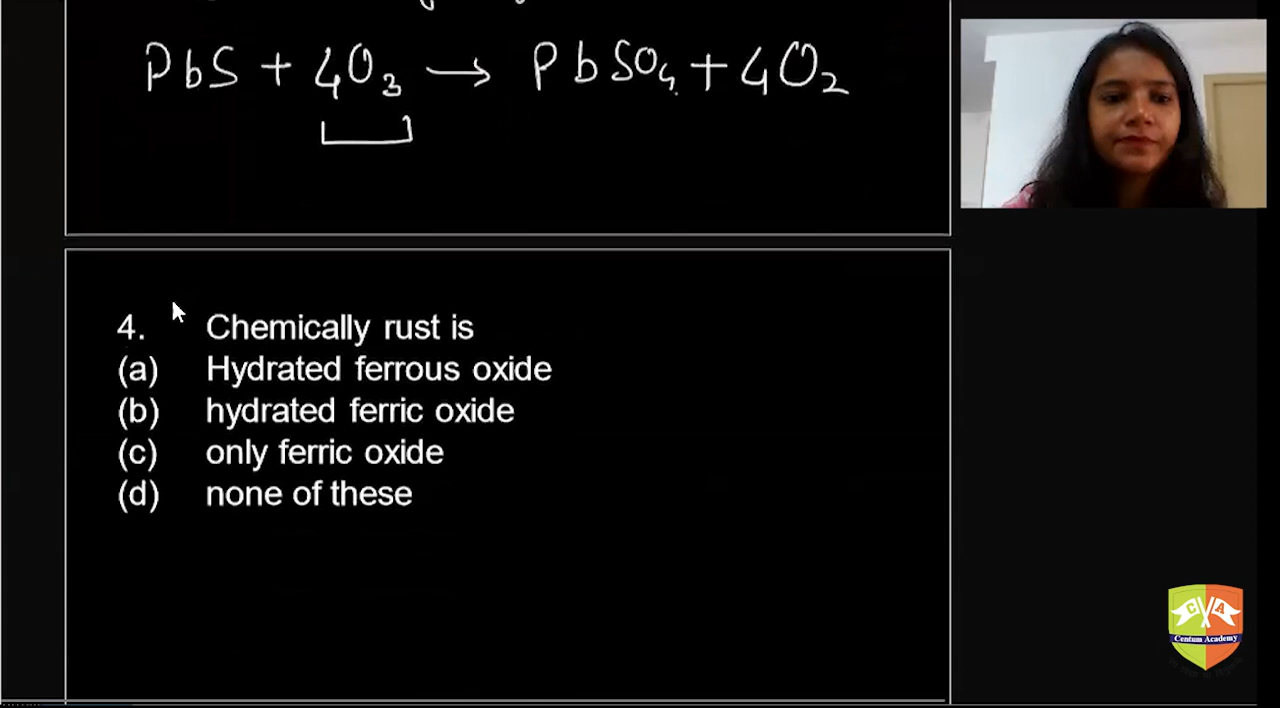 PbS + 4O₃ → PbSO₄ + 4O₂
4. Chemically rust is
(a) Hydrated ferrous oxide
(b) hydrated ferric oxide
(c) only ferric oxide
(d) none of these
C A
Centum Academy